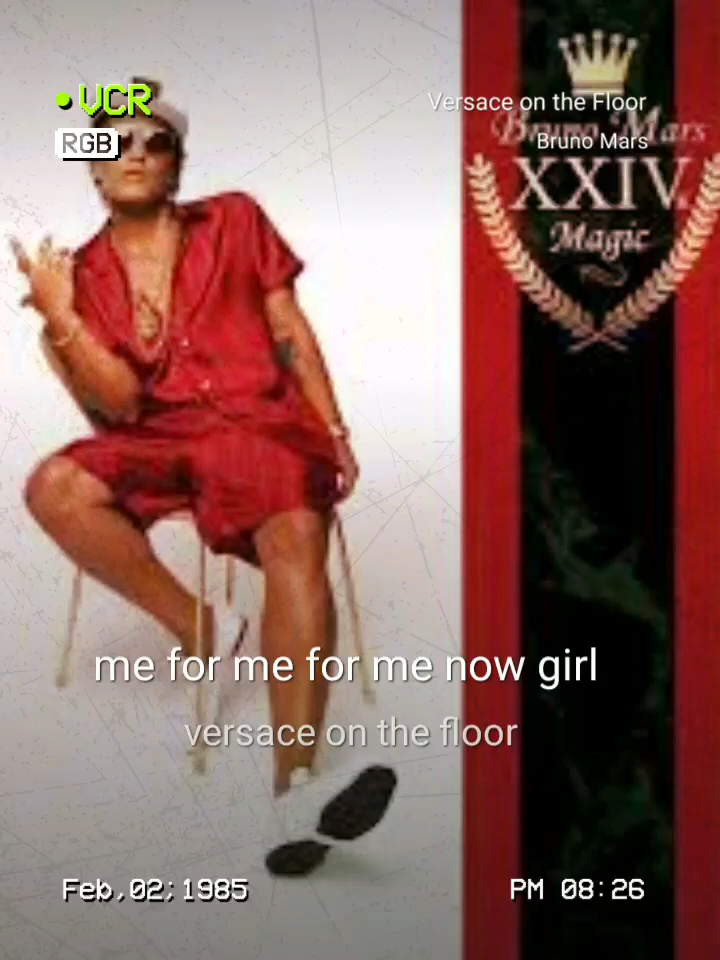 • VCR
Versace on the Floor
RGB
Bruno Mars
Bruno Mars
XXIV
Magic
me for me for me now girl
versace on the floor
Feb,02;1985
PM 08:26